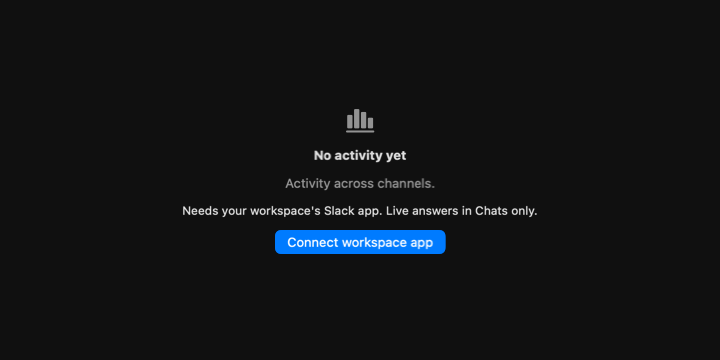 No activity yet
Activity across channels.
Needs your workspace's Slack app. Live answers in Chats only.
Connect workspace app